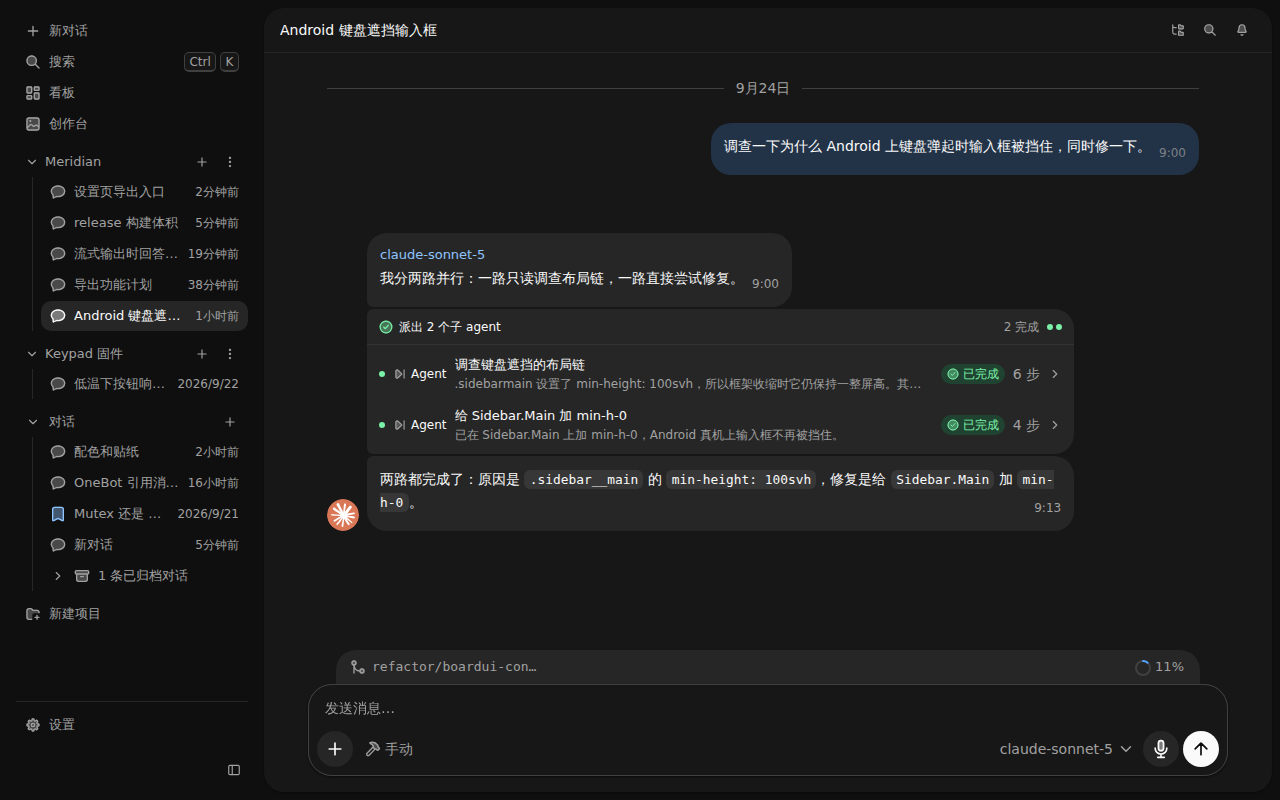 新对话
搜索 Ctrl K
看板
创作台
Meridian
设置页导出入口 2分钟前
release 构建体积 5分钟前
流式输出时回答… 19分钟前
导出功能计划 38分钟前
Android 键盘遮… 1小时前
Keypad 固件
低温下按钮响… 2026/9/22
对话
配色和贴纸 2小时前
OneBot 引用消… 16小时前
Mutex 还是 … 2026/9/21
新对话 5分钟前
1 条已归档对话
新建项目
设置
Android 键盘遮挡输入框
9月24日
调查一下为什么 Android 上键盘弹起时输入框被挡住，同时修一下。 9:00
claude-sonnet-5
我分两路并行：一路只读调查布局链，一路直接尝试修复。 9:00
派出 2 个子 agent 2 完成
Agent 调查键盘遮挡的布局链 已完成 6 步
.sidebarmain 设置了 min-height: 100svh，所以框架收缩时它仍保持一整屏高。其…
Agent 给 Sidebar.Main 加 min-h-0 已完成 4 步
已在 Sidebar.Main 上加 min-h-0，Android 真机上输入框不再被挡住。
两路都完成了：原因是 .sidebar__main 的 min-height: 100svh，修复是给 Sidebar.Main 加 min-
h-0。 9:13
refactor/boardui-con… 11%
发送消息…
手动 claude-sonnet-5